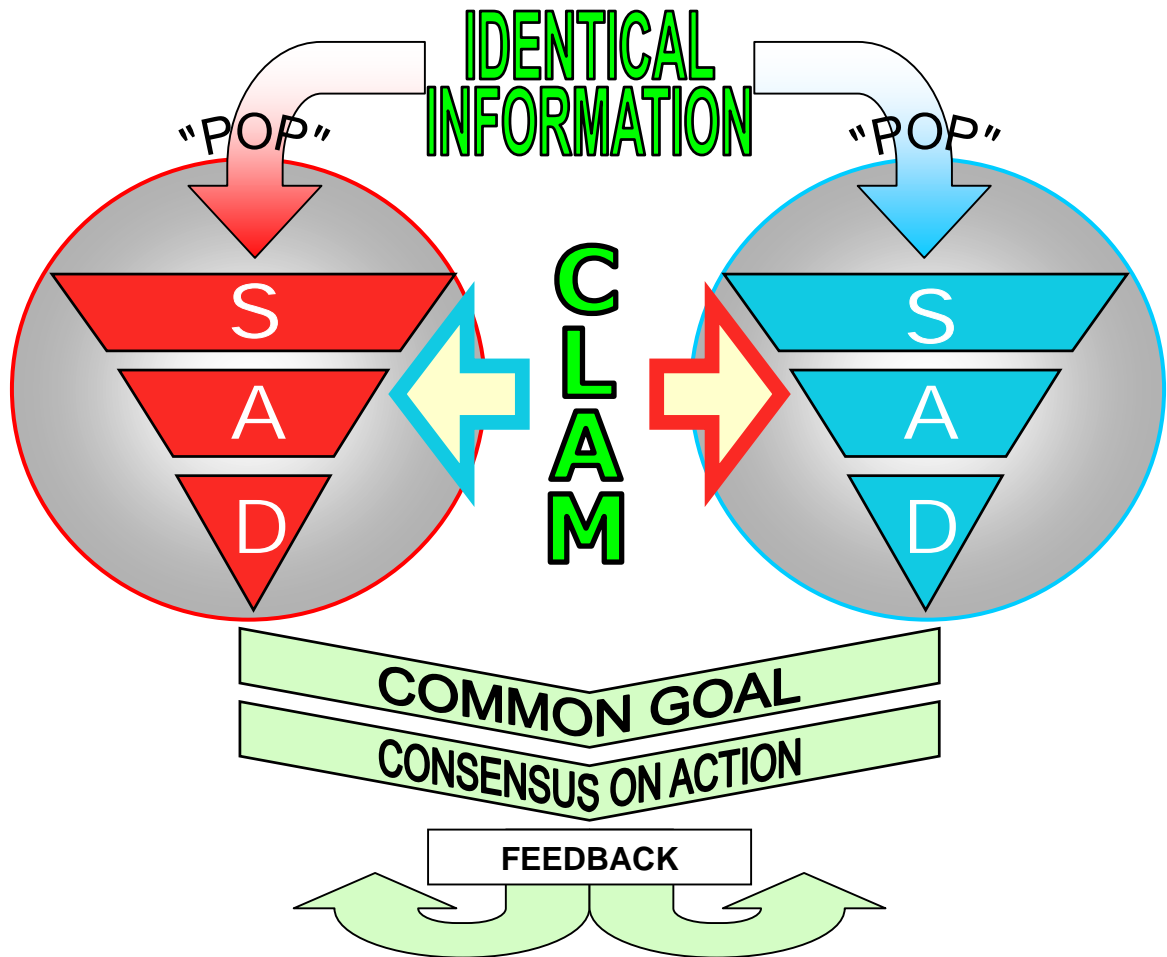 IDENTICAL
INFORMATION
"POP"
"POP"
S
A
D
C
L
A
M
S
A
D
COMMON GOAL
CONSENSUS ON ACTION
FEEDBACK